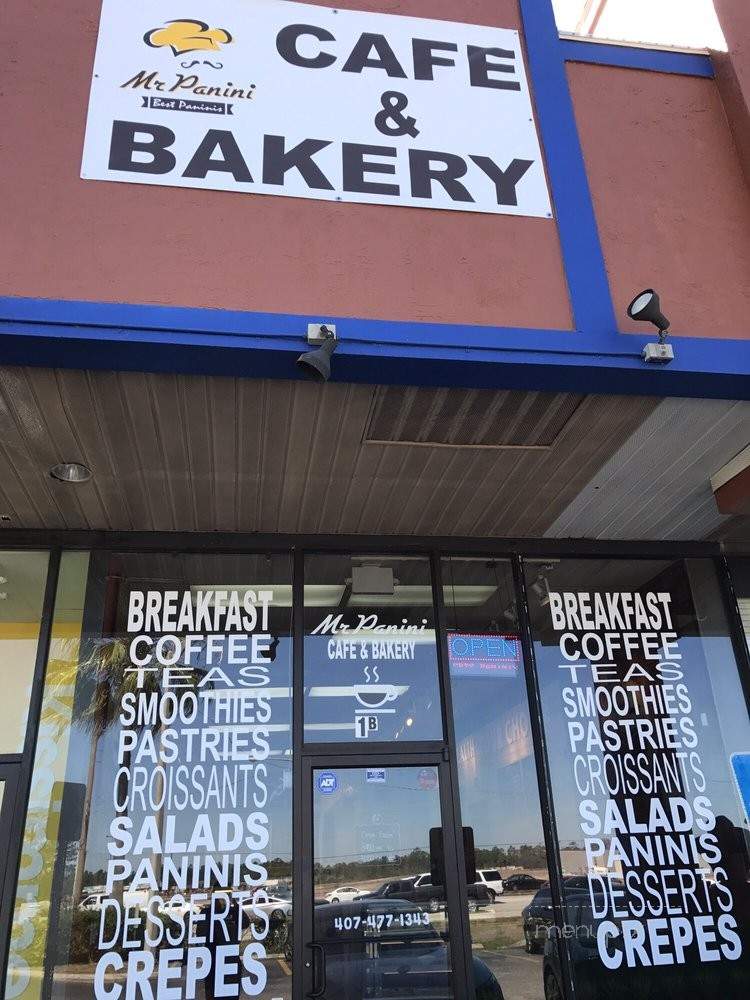 Mr Panini
Best Paninis
CAFE
&
BAKERY
BREAKFAST
COFFEE
TEAS
SMOOTHIES
PASTRIES
CROISSANTS
SALADS
PANINIS
DESSERTS
CREPES
Mr Panini
CAFE & BAKERY
1B
ADT
407-477-1343
OPEN
BREAKFAST
COFFEE
TEAS
SMOOTHIES
PASTRIES
CROISSANTS
SALADS
PANINIS
DESSERTS
CREPES